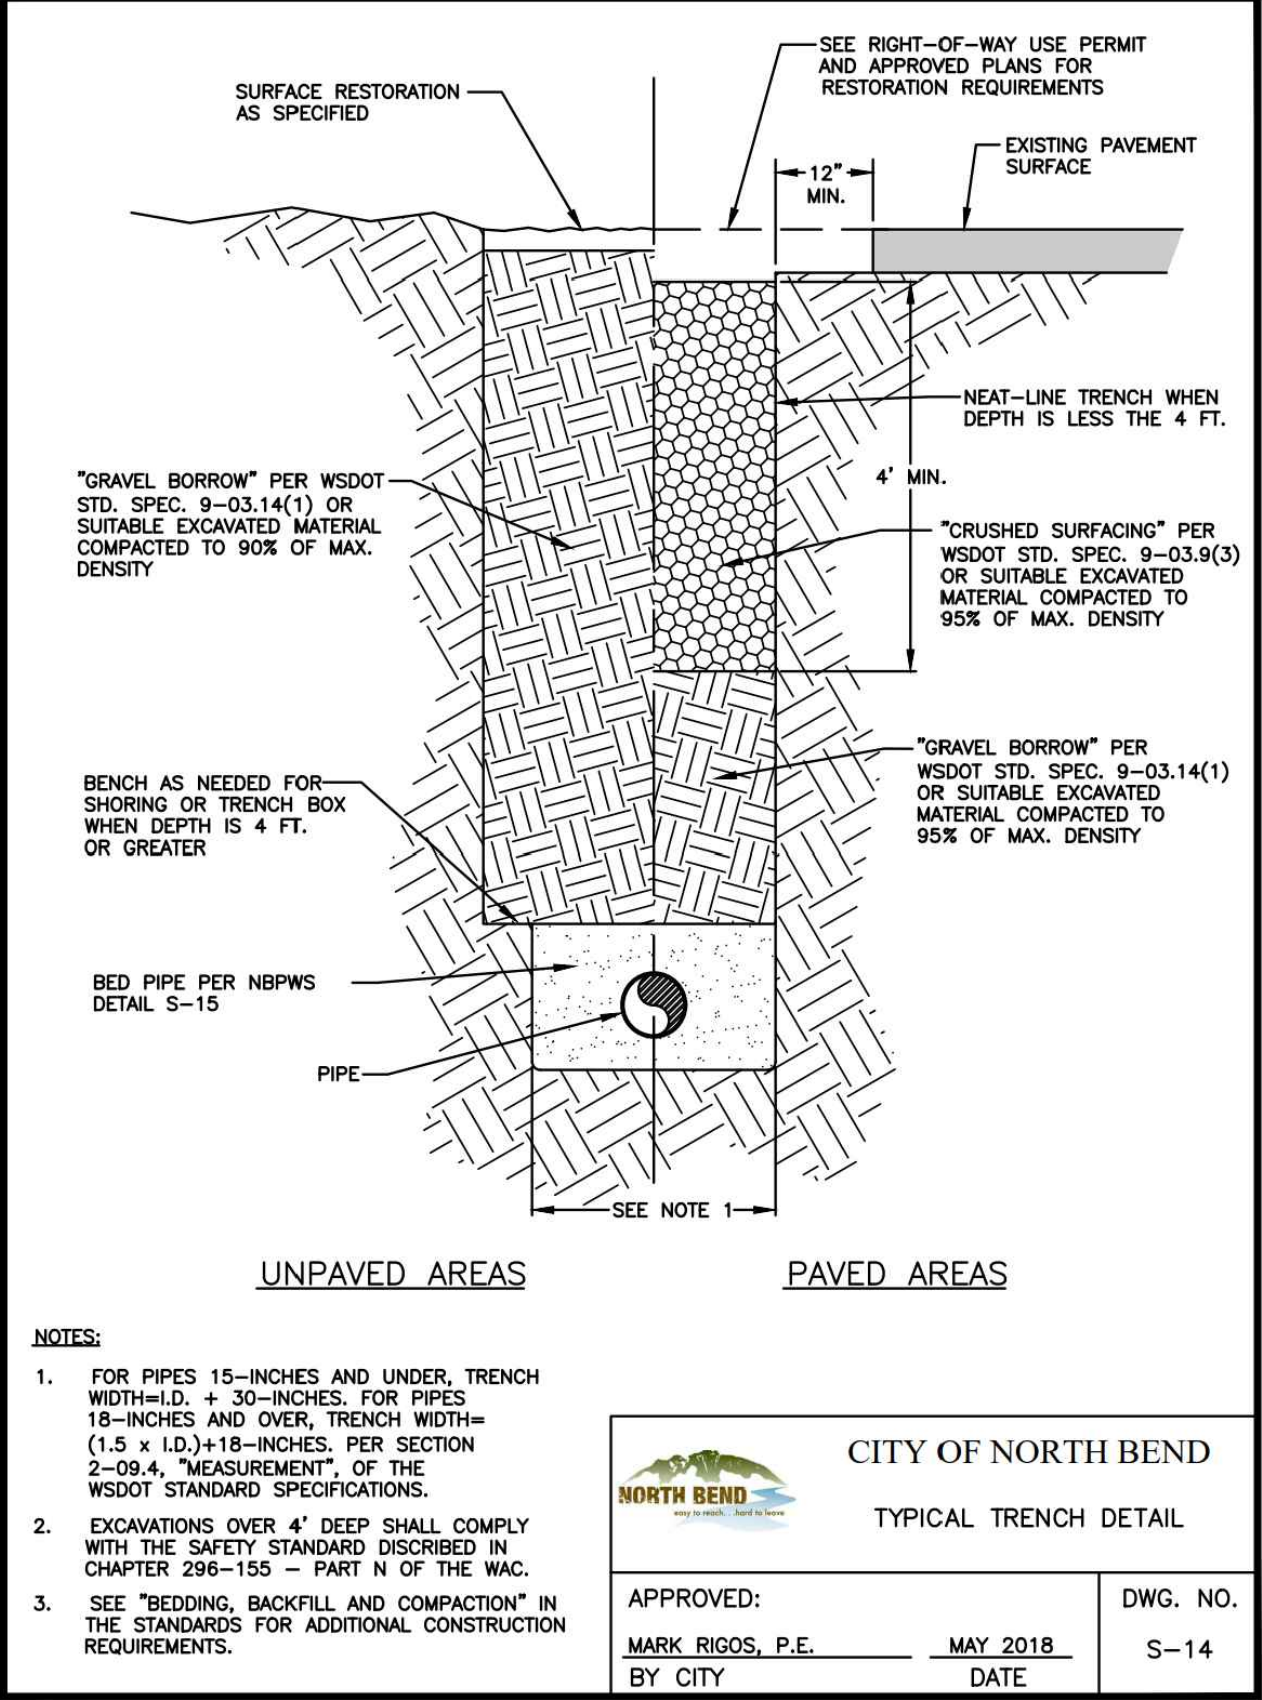 SEE RIGHT-OF-WAY USE PERMIT
AND APPROVED PLANS FOR
RESTORATION REQUIREMENTS
SURFACE RESTORATION
AS SPECIFIED
EXISTING PAVEMENT
SURFACE
12"
MIN.
NEAT-LINE TRENCH WHEN
DEPTH IS LESS THE 4 FT.
4' MIN.
"GRAVEL BORROW" PER WSDOT
STD. SPEC. 9-03.14(1) OR
SUITABLE EXCAVATED MATERIAL
COMPACTED TO 90% OF MAX.
DENSITY
"CRUSHED SURFACING" PER
WSDOT STD. SPEC. 9-03.9(3)
OR SUITABLE EXCAVATED
MATERIAL COMPACTED TO
95% OF MAX. DENSITY
"GRAVEL BORROW" PER
WSDOT STD. SPEC. 9-03.14(1)
OR SUITABLE EXCAVATED
MATERIAL COMPACTED TO
95% OF MAX. DENSITY
BENCH AS NEEDED FOR
SHORING OR TRENCH BOX
WHEN DEPTH IS 4 FT.
OR GREATER
BED PIPE PER NBPWS
DETAIL S-15
PIPE
SEE NOTE 1
UNPAVED AREAS
PAVED AREAS
NOTES:
1. FOR PIPES 15-INCHES AND UNDER, TRENCH
WIDTH=I.D. + 30-INCHES. FOR PIPES
18-INCHES AND OVER, TRENCH WIDTH=
(1.5 x I.D.)+18-INCHES. PER SECTION
2-09.4, "MEASUREMENT", OF THE
WSDOT STANDARD SPECIFICATIONS.
2. EXCAVATIONS OVER 4' DEEP SHALL COMPLY
WITH THE SAFETY STANDARD DISCRIBED IN
CHAPTER 296-155 - PART N OF THE WAC.
3. SEE "BEDDING, BACKFILL AND COMPACTION" IN
THE STANDARDS FOR ADDITIONAL CONSTRUCTION
REQUIREMENTS.
NORTH BEND
easy to reach. . .hard to leave
CITY OF NORTH BEND
TYPICAL TRENCH DETAIL
APPROVED:
MARK RIGOS, P.E.
BY CITY
MAY 2018
DATE
DWG. NO.
S-14